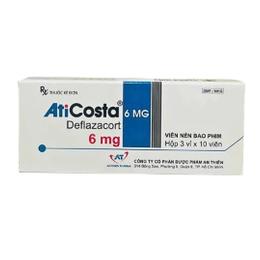 Rx THUỐC KÊ ĐƠN
AtiCosta® 6 MG
Deflazacort
6 mg
VIÊN NÉN BAO PHIM
Hộp 3 vỉ x 10 viên
AT
CÔNG TY CỔ PHẦN DƯỢC PHẨM AN THIÊN